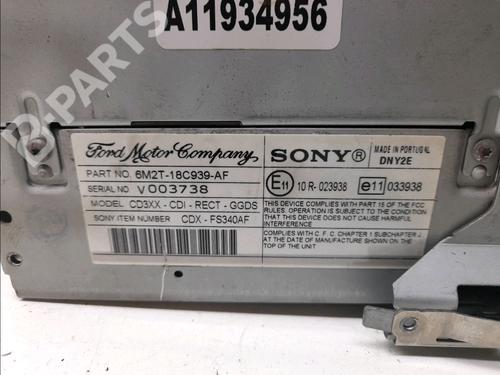 A11934956
B-PARTS
Ford Motor Company
PART NO. 6M2T-18C939-AF
SERIAL NO V003738
MODEL CD3XX - CDI - RECT - GGDS
SONY ITEM NUMBER CDX - FS340AF
SONY®
MADE IN PORTUGAL
DNY2E
E11 10 R- 023938 e11 033938
THIS DEVICE COMPLIES WITH PART 15 OF THE FCC
RULES. OPERATION IS SUBJECT TO THE CONDITION
THAT THIS DEVICE DOES NOT CAUSE HARMFUL
INTERFERENCE
COMPLIES WITH C. F. C. CHAPTER 1 SUBCHAPTER J
AT THE DATE OF MANUFACTURE SHOWN ON THE
TOP OF THE UNIT